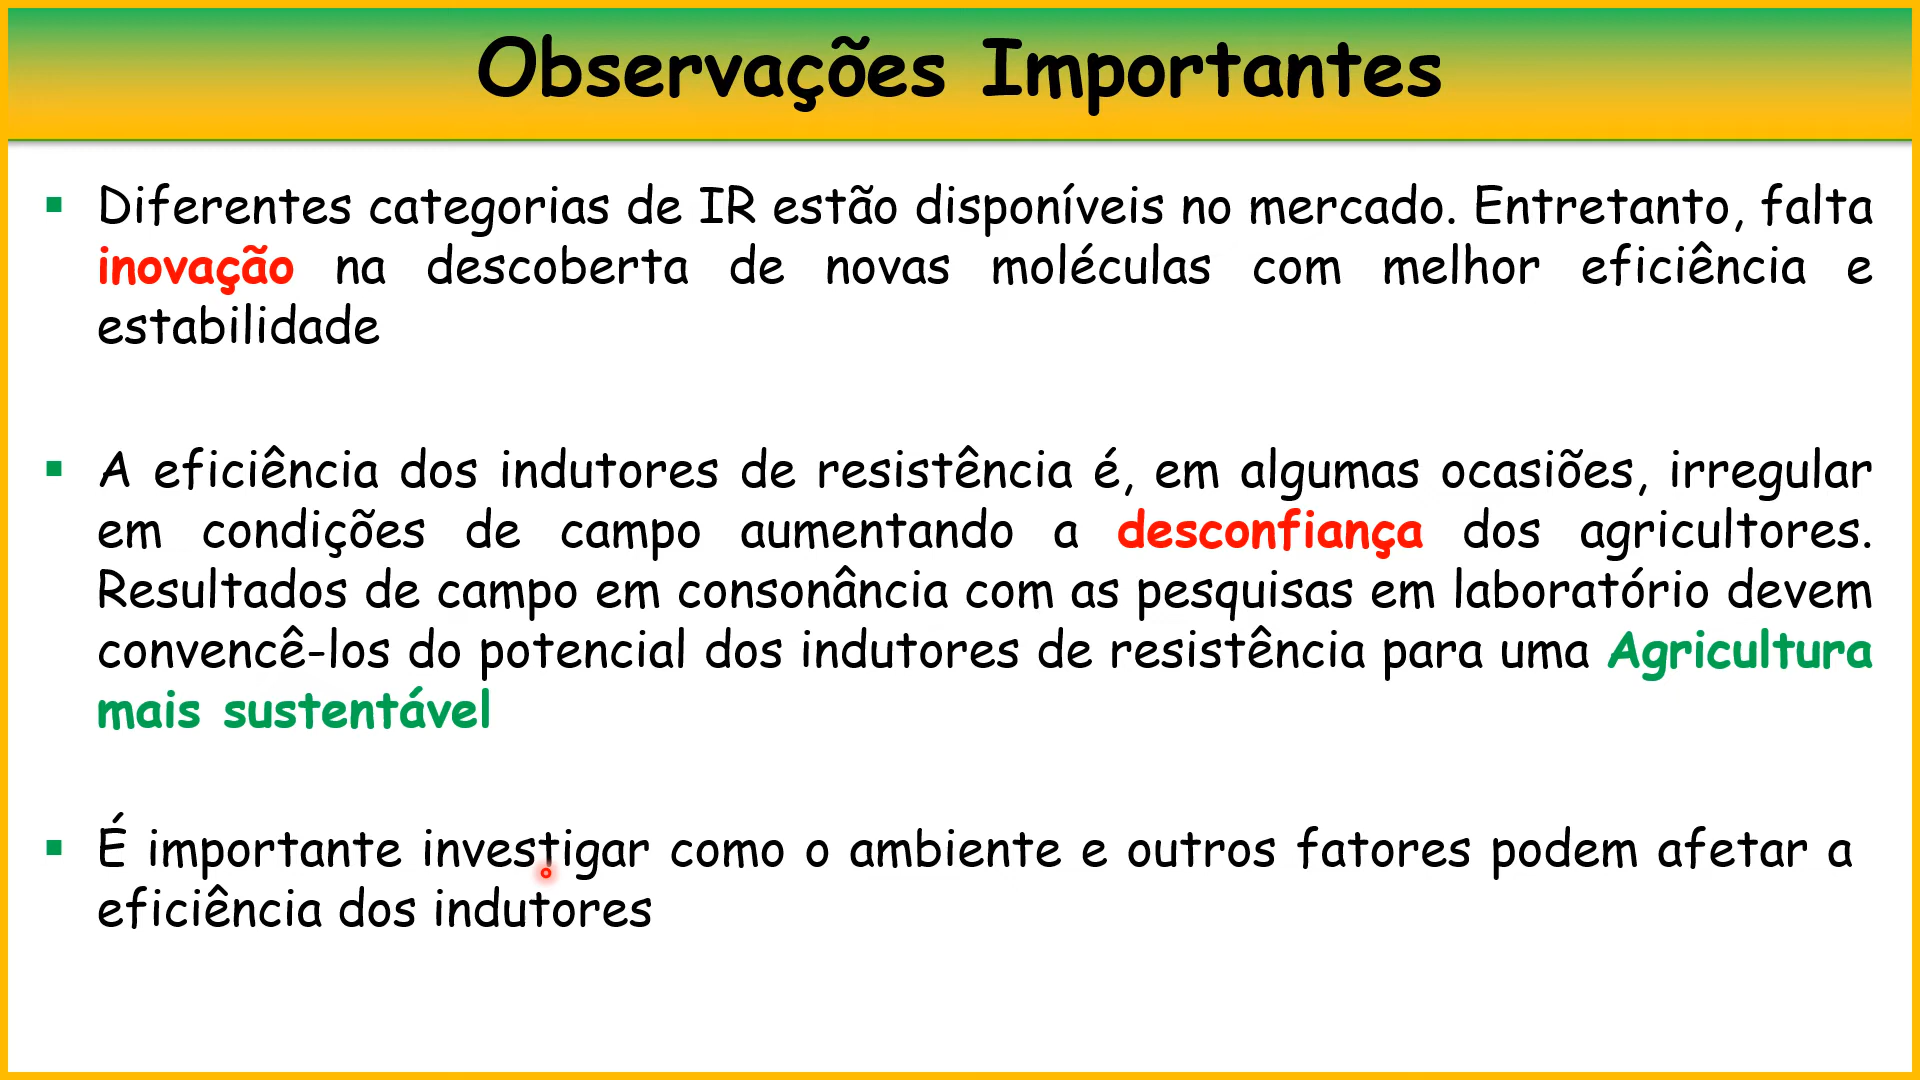 Observações Importantes
▪ Diferentes categorias de IR estão disponíveis no mercado. Entretanto, falta
inovação na descoberta de novas moléculas com melhor eficiência e
estabilidade
▪ A eficiência dos indutores de resistência é, em algumas ocasiões, irregular
em condições de campo aumentando a desconfiança dos agricultores.
Resultados de campo em consonância com as pesquisas em laboratório devem
convencê-los do potencial dos indutores de resistência para uma Agricultura
mais sustentável
▪ É importante investigar como o ambiente e outros fatores podem afetar a
eficiência dos indutores